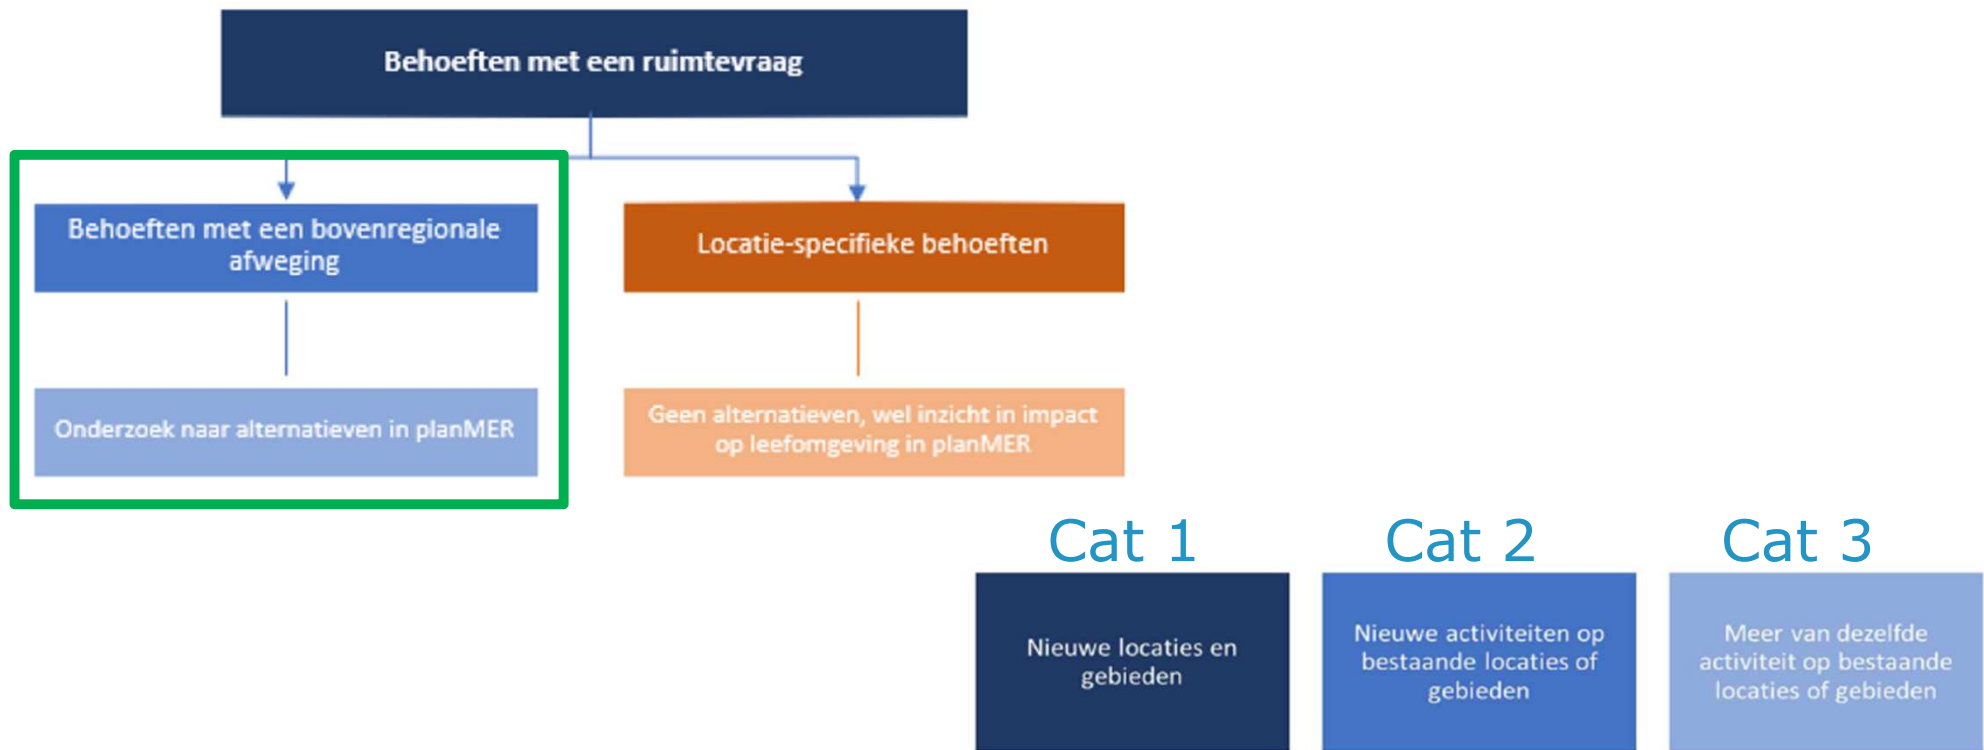 Behoeften met een ruimtevraag
Behoeften met een bovenregionale
afweging
Locatie-specifieke behoeften
Onderzoek naar alternatieven in planMER
Geen alternatieven, wel inzicht in impact
op leefomgeving in planMER
Cat 1
Cat 2
Cat 3
Nieuwe locaties en
gebieden
Nieuwe activiteiten op
bestaande locaties of
gebieden
Meer van dezelfde
activiteit op bestaande
locaties of gebieden